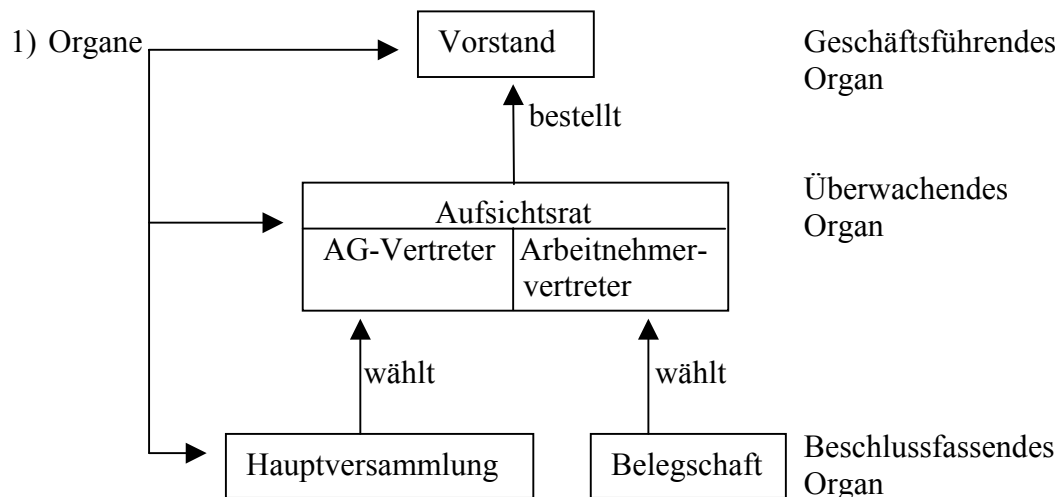 1) Organe
Vorstand
Geschäftsführendes
Organ
bestellt
Aufsichtsrat
Überwachendes
Organ
AG-Vertreter
Arbeitnehmer-
vertreter
wählt
wählt
Hauptversammlung
Belegschaft
Beschlussfassendes
Organ